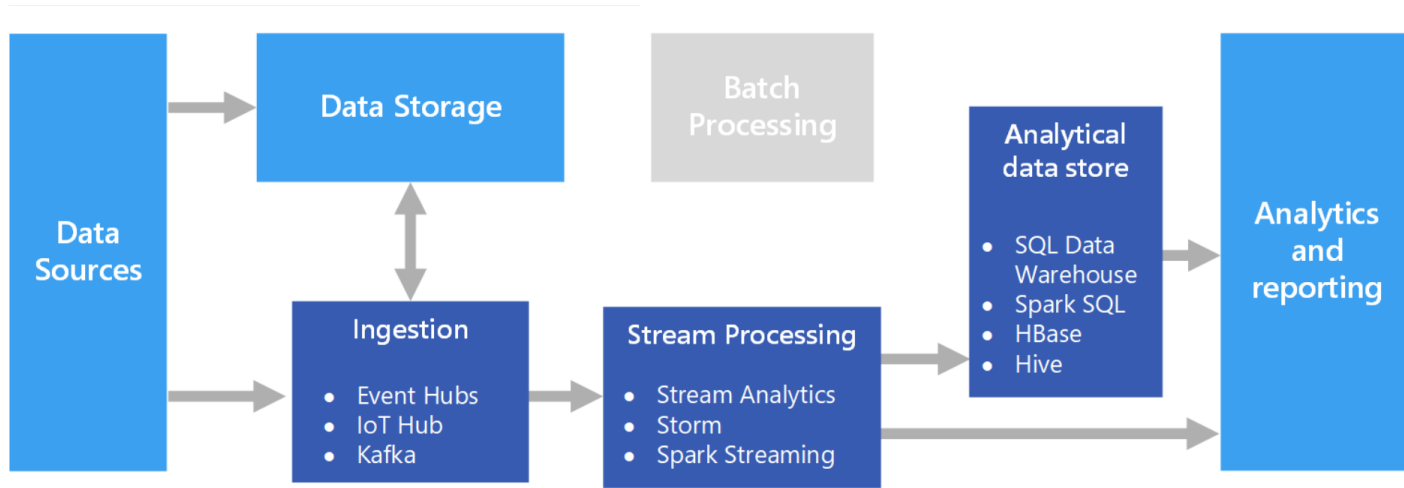 Data
Sources
Data Storage
Batch
Processing
Ingestion
● Event Hubs
● IoT Hub
● Kafka
Stream Processing
● Stream Analytics
● Storm
● Spark Streaming
Analytical
data store
● SQL Data
Warehouse
● Spark SQL
● HBase
● Hive
Analytics
and
reporting